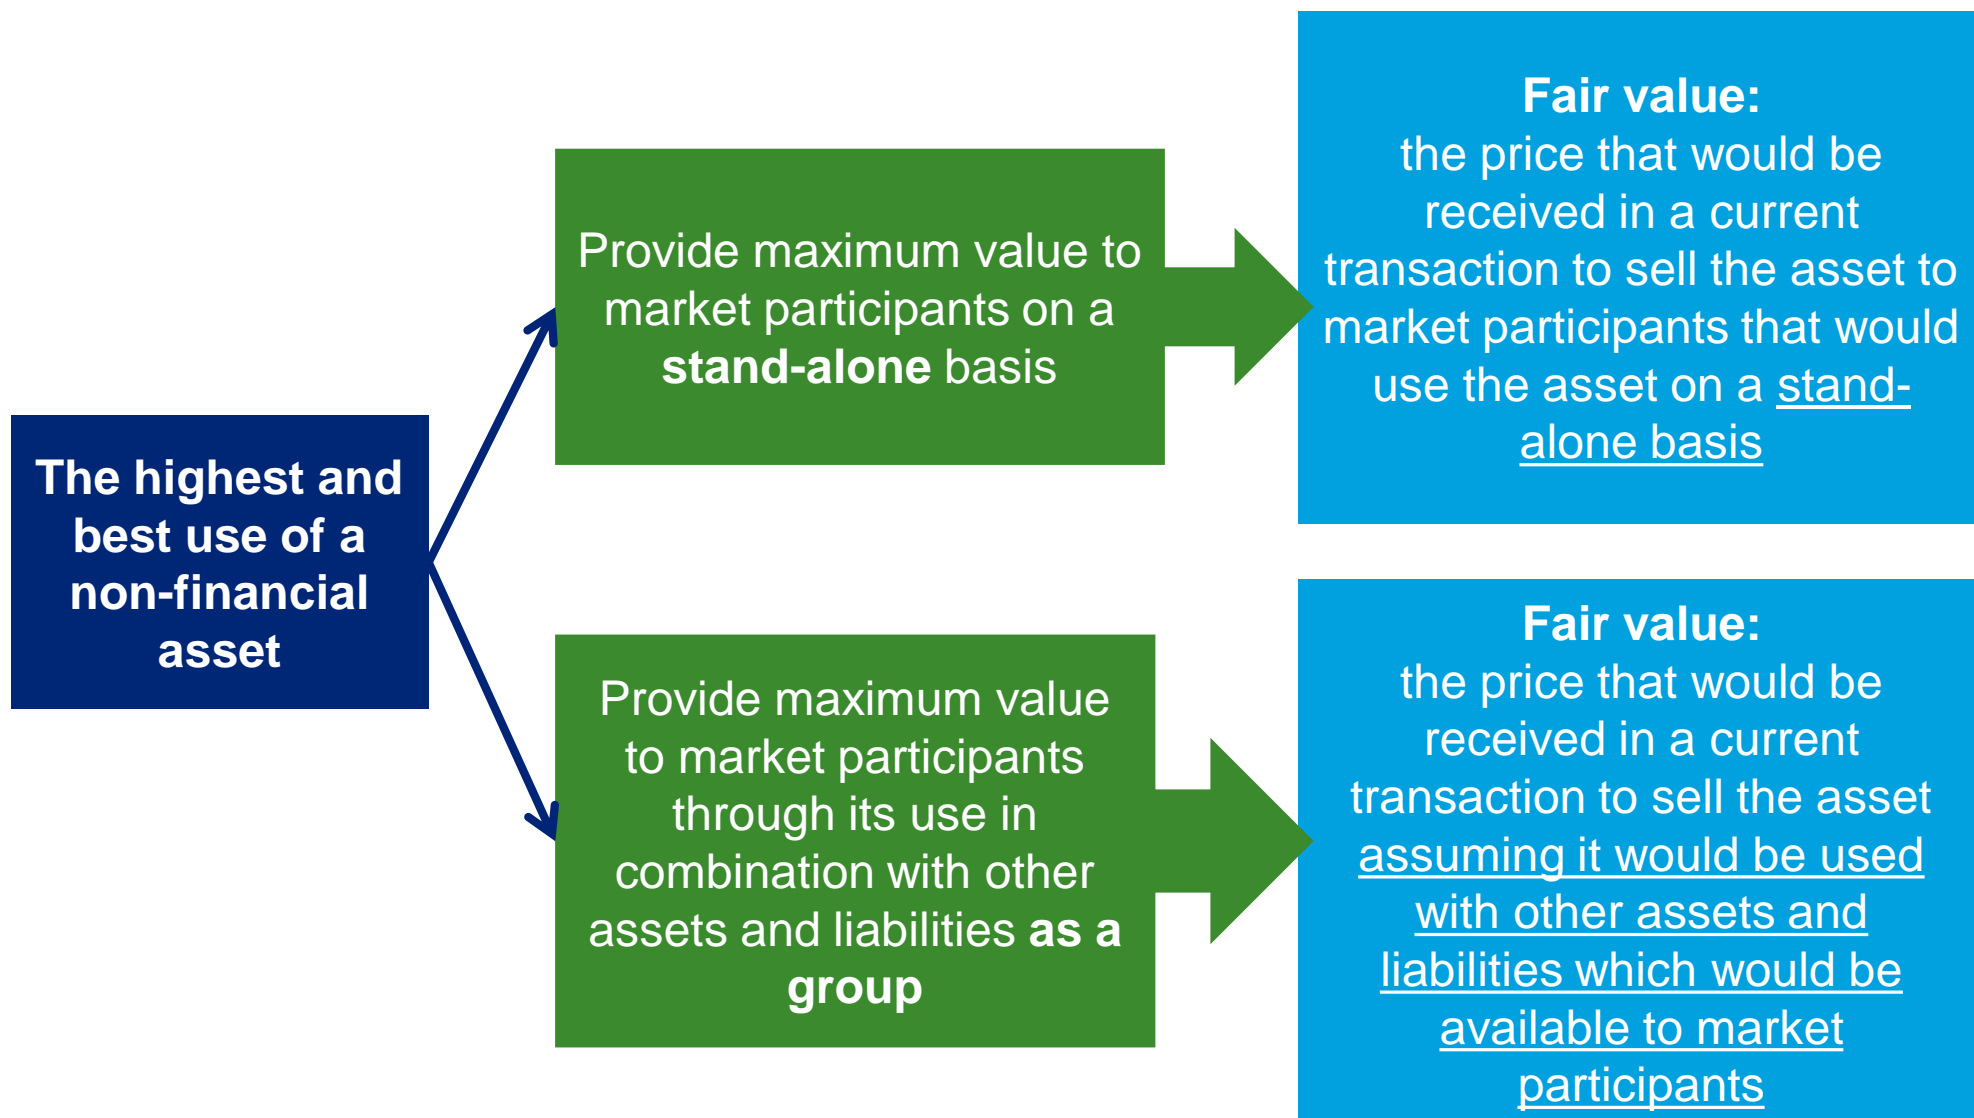 The highest and
best use of a
non-financial
asset
Provide maximum value to
market participants on a
stand-alone basis
Fair value:
the price that would be
received in a current
transaction to sell the asset to
market participants that would
use the asset on a stand-
alone basis
Provide maximum value
to market participants
through its use in
combination with other
assets and liabilities as a
group
Fair value:
the price that would be
received in a current
transaction to sell the asset
assuming it would be used
with other assets and
liabilities which would be
available to market
participants